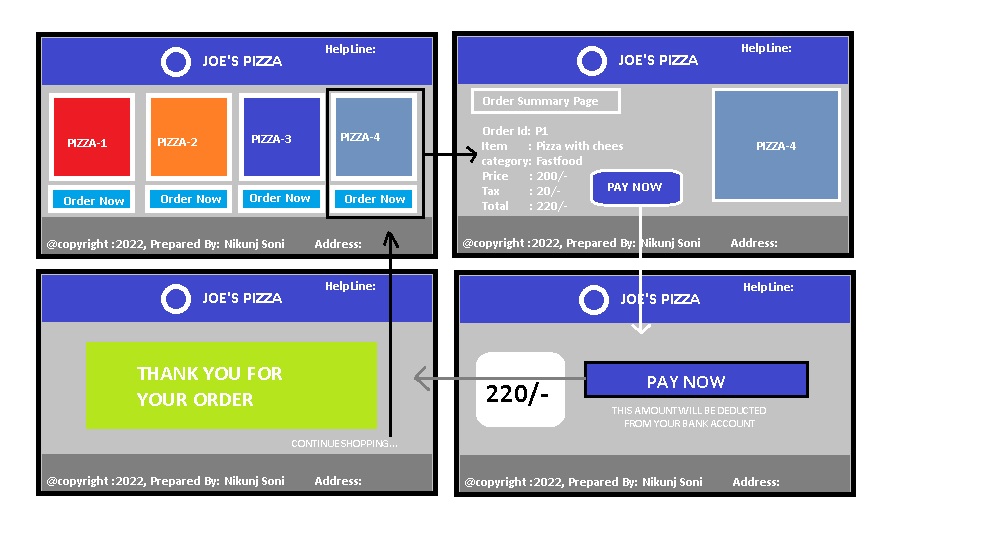 HelpLine:
JOE'S PIZZA
PIZZA-1
PIZZA-2
PIZZA-3
PIZZA-4
Order Now
Order Now
Order Now
Order Now
@copyright :2022, Prepared By: Nikunj Soni Address:
HelpLine:
JOE'S PIZZA
Order Summary Page
Order Id: P1
Item : Pizza with chees
category: Fastfood
Price : 200/-
Tax : 20/-
Total : 220/-
PAY NOW
PIZZA-4
@copyright :2022, Prepared By: Nikunj Soni Address:
HelpLine:
JOE'S PIZZA
THANK YOU FOR
YOUR ORDER
CONTINUE SHOPPING...
@copyright :2022, Prepared By: Nikunj Soni Address:
HelpLine:
JOE'S PIZZA
220/-
PAY NOW
THIS AMOUNT WILL BE DEDUCTED
FROM YOUR BANK ACCOUNT
@copyright :2022, Prepared By: Nikunj Soni Address: